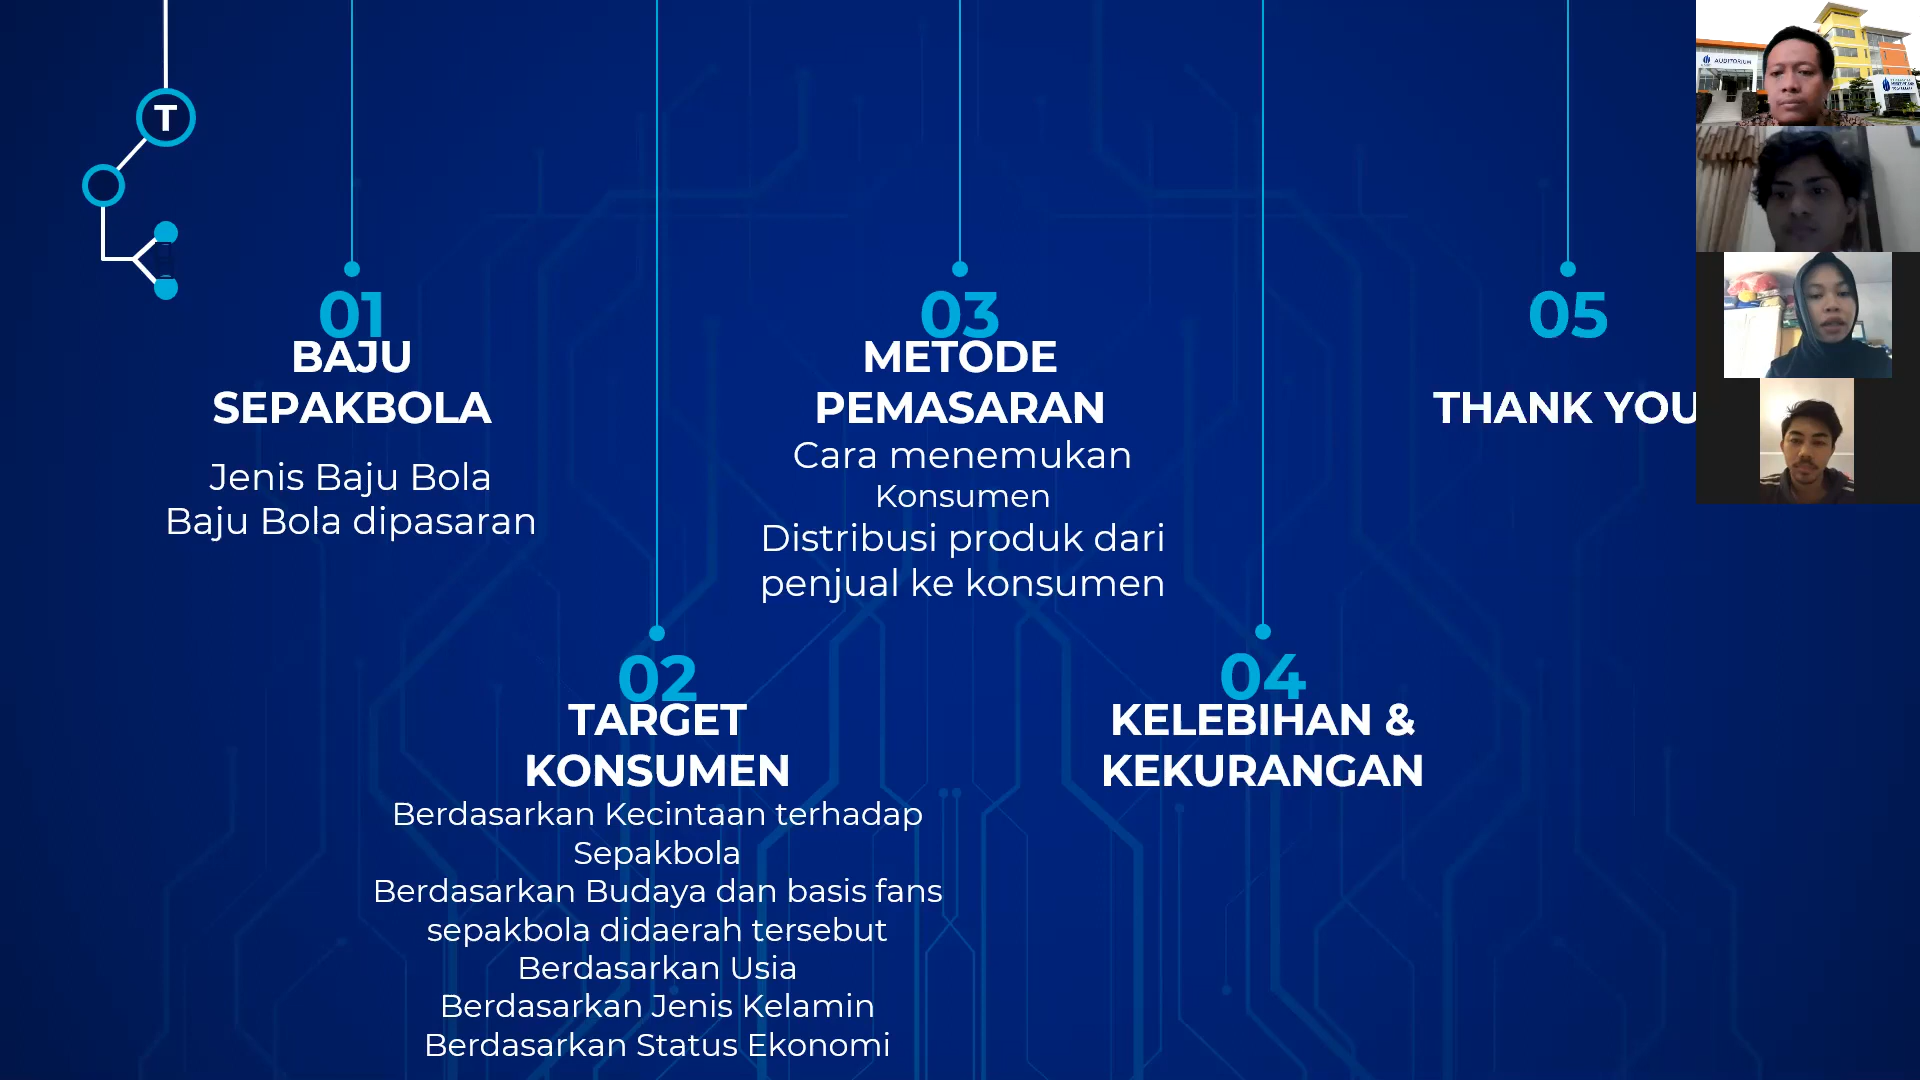 T
01
BAJU
SEPAKBOLA
Jenis Baju Bola
Baju Bola dipasaran
02
TARGET
KONSUMEN
Berdasarkan Kecintaan terhadap
Sepakbola
Berdasarkan Budaya dan basis fans
sepakbola didaerah tersebut
Berdasarkan Usia
Berdasarkan Jenis Kelamin
Berdasarkan Status Ekonomi
03
METODE
PEMASARAN
Cara menemukan
Konsumen
Distribusi produk dari
penjual ke konsumen
04
KELEBIHAN &
KEKURANGAN
05
THANK YOU
AUDITORIUM